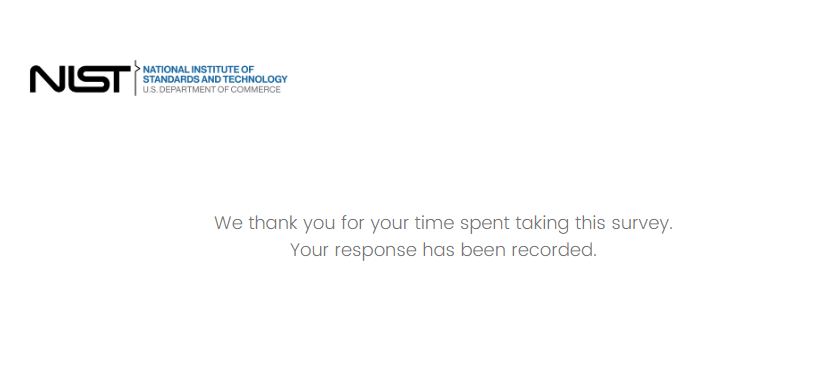 NIST
NATIONAL INSTITUTE OF
STANDARDS AND TECHNOLOGY
U.S. DEPARTMENT OF COMMERCE
We thank you for your time spent taking this survey.
Your response has been recorded.